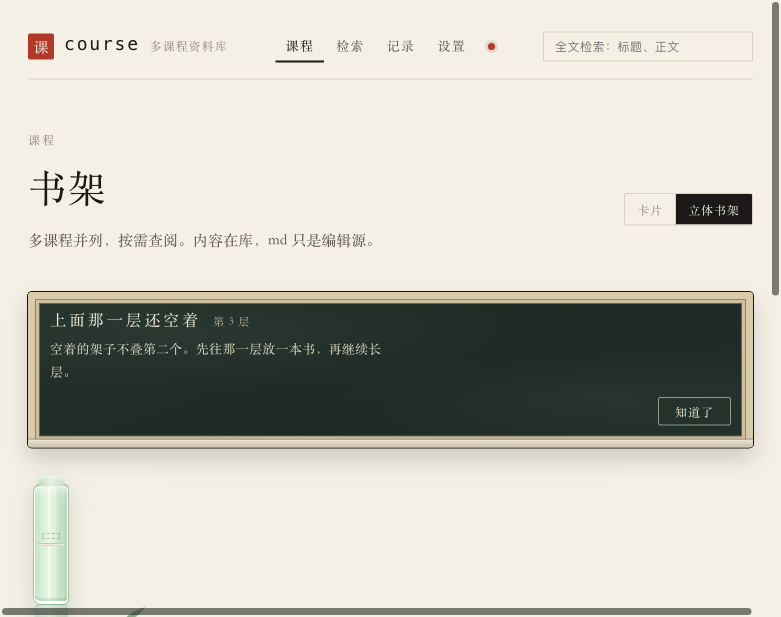 课 course 多课程资料库 课程 检索 记录 设置 全文检索：标题、正文
课程
书架
卡片 立体书架
多课程并列，按需查阅。内容在库，md 只是编辑源。
上面那一层还空着 第 3 层
空着的架子不叠第二个。先往那一层放一本书，再继续长
层。
知道了